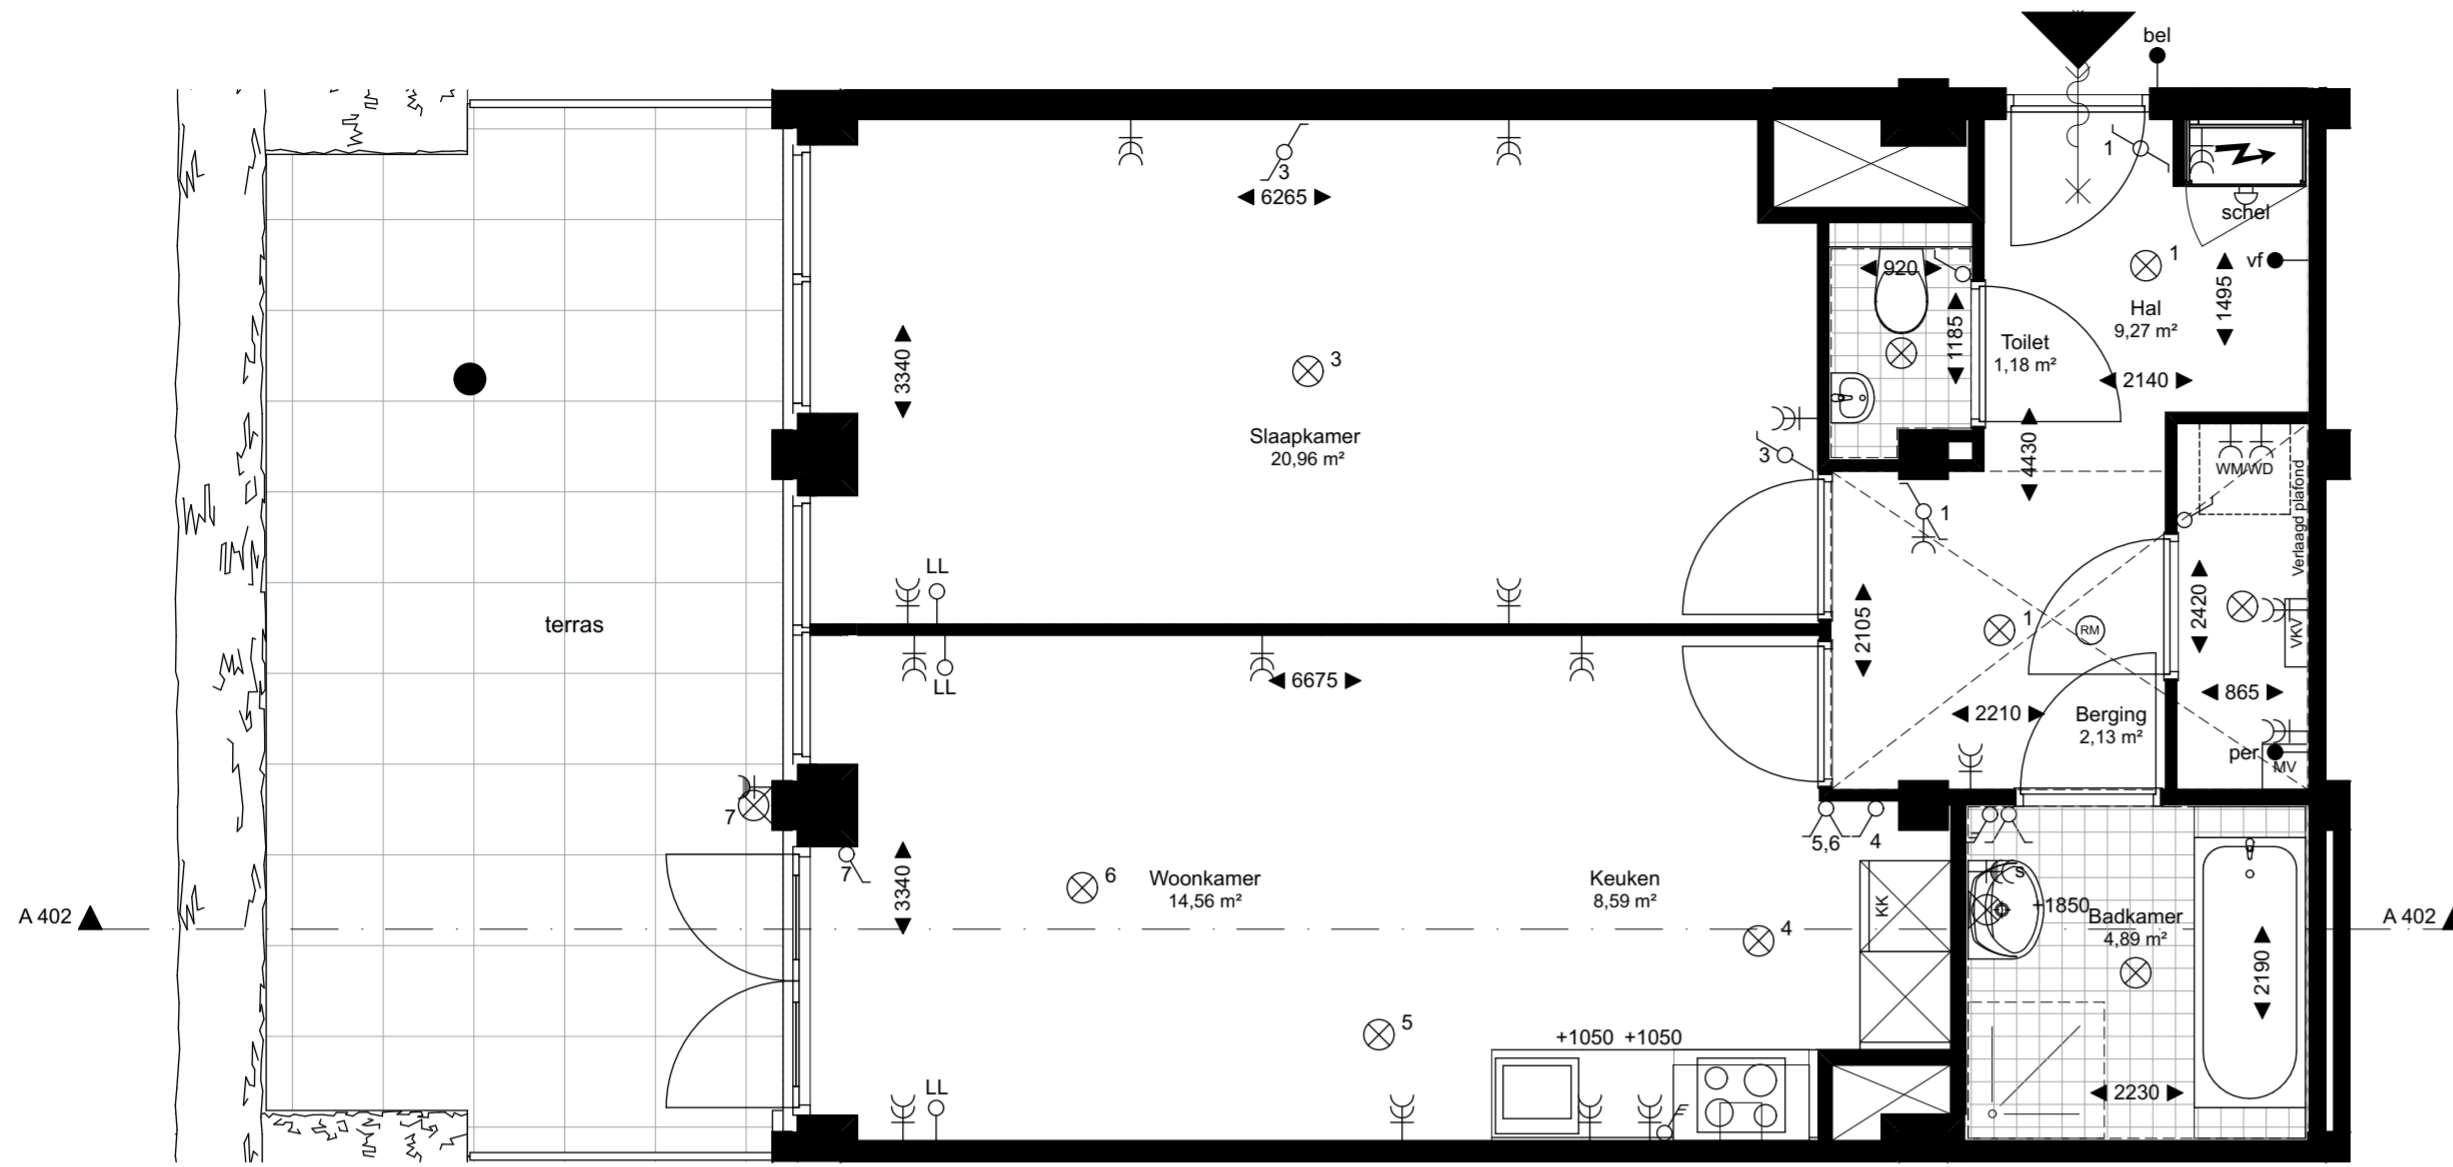 bel
1
schel
vf
3
6265
920
1
Hal
9,27 m²
1495
1185
Toilet
1,18 m²
2140
3340
3
Slaapkamer
20,96 m²
3
4430
WM/WD
Verlaagd plafond
1
LL
terras
2105
1
RM
2420
VKV
LL
6675
865
2210
Berging
2,13 m²
per
MV
7
7
5,6
4
3340
6
Woonkamer
14,56 m²
Keuken
8,59 m²
KK
s
+1850
Badkamer
4,89 m²
A 402
A 402
4
2190
5
+1050 +1050
LL
2230